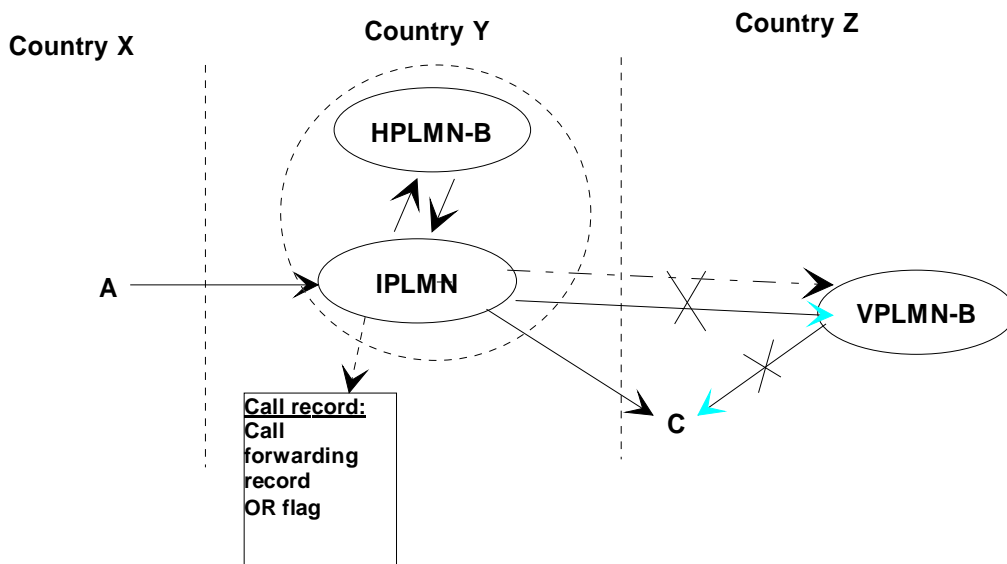 Country X
Country Y
Country Z
HPLMN-B
A
IPLMN
VPLMN-B
C
Call record:
Call
forwarding
record
OR flag